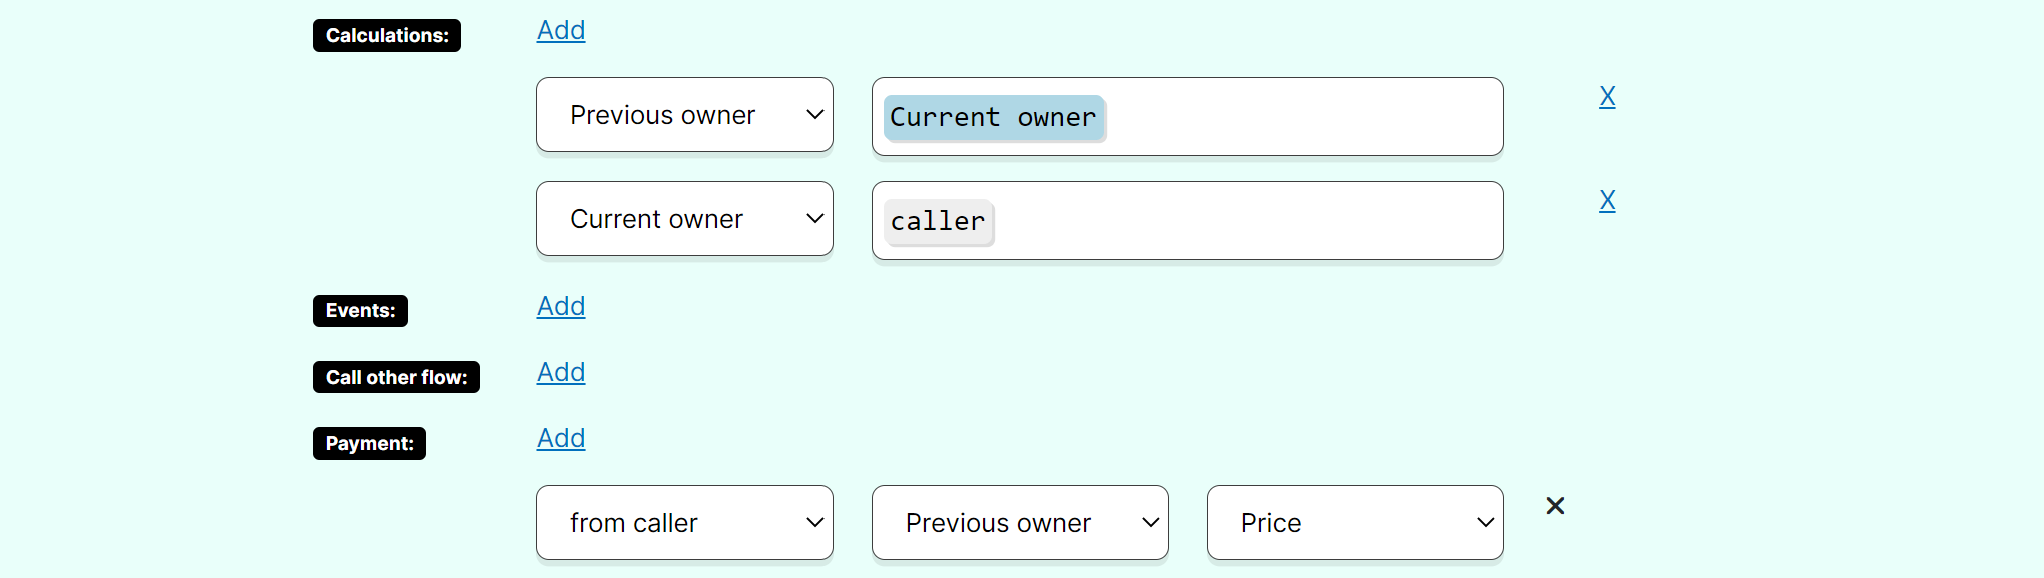 Calculations: Add
Previous owner Current owner X
Current owner caller X
Events: Add
Call other flow: Add
Payment: Add
from caller Previous owner Price ×